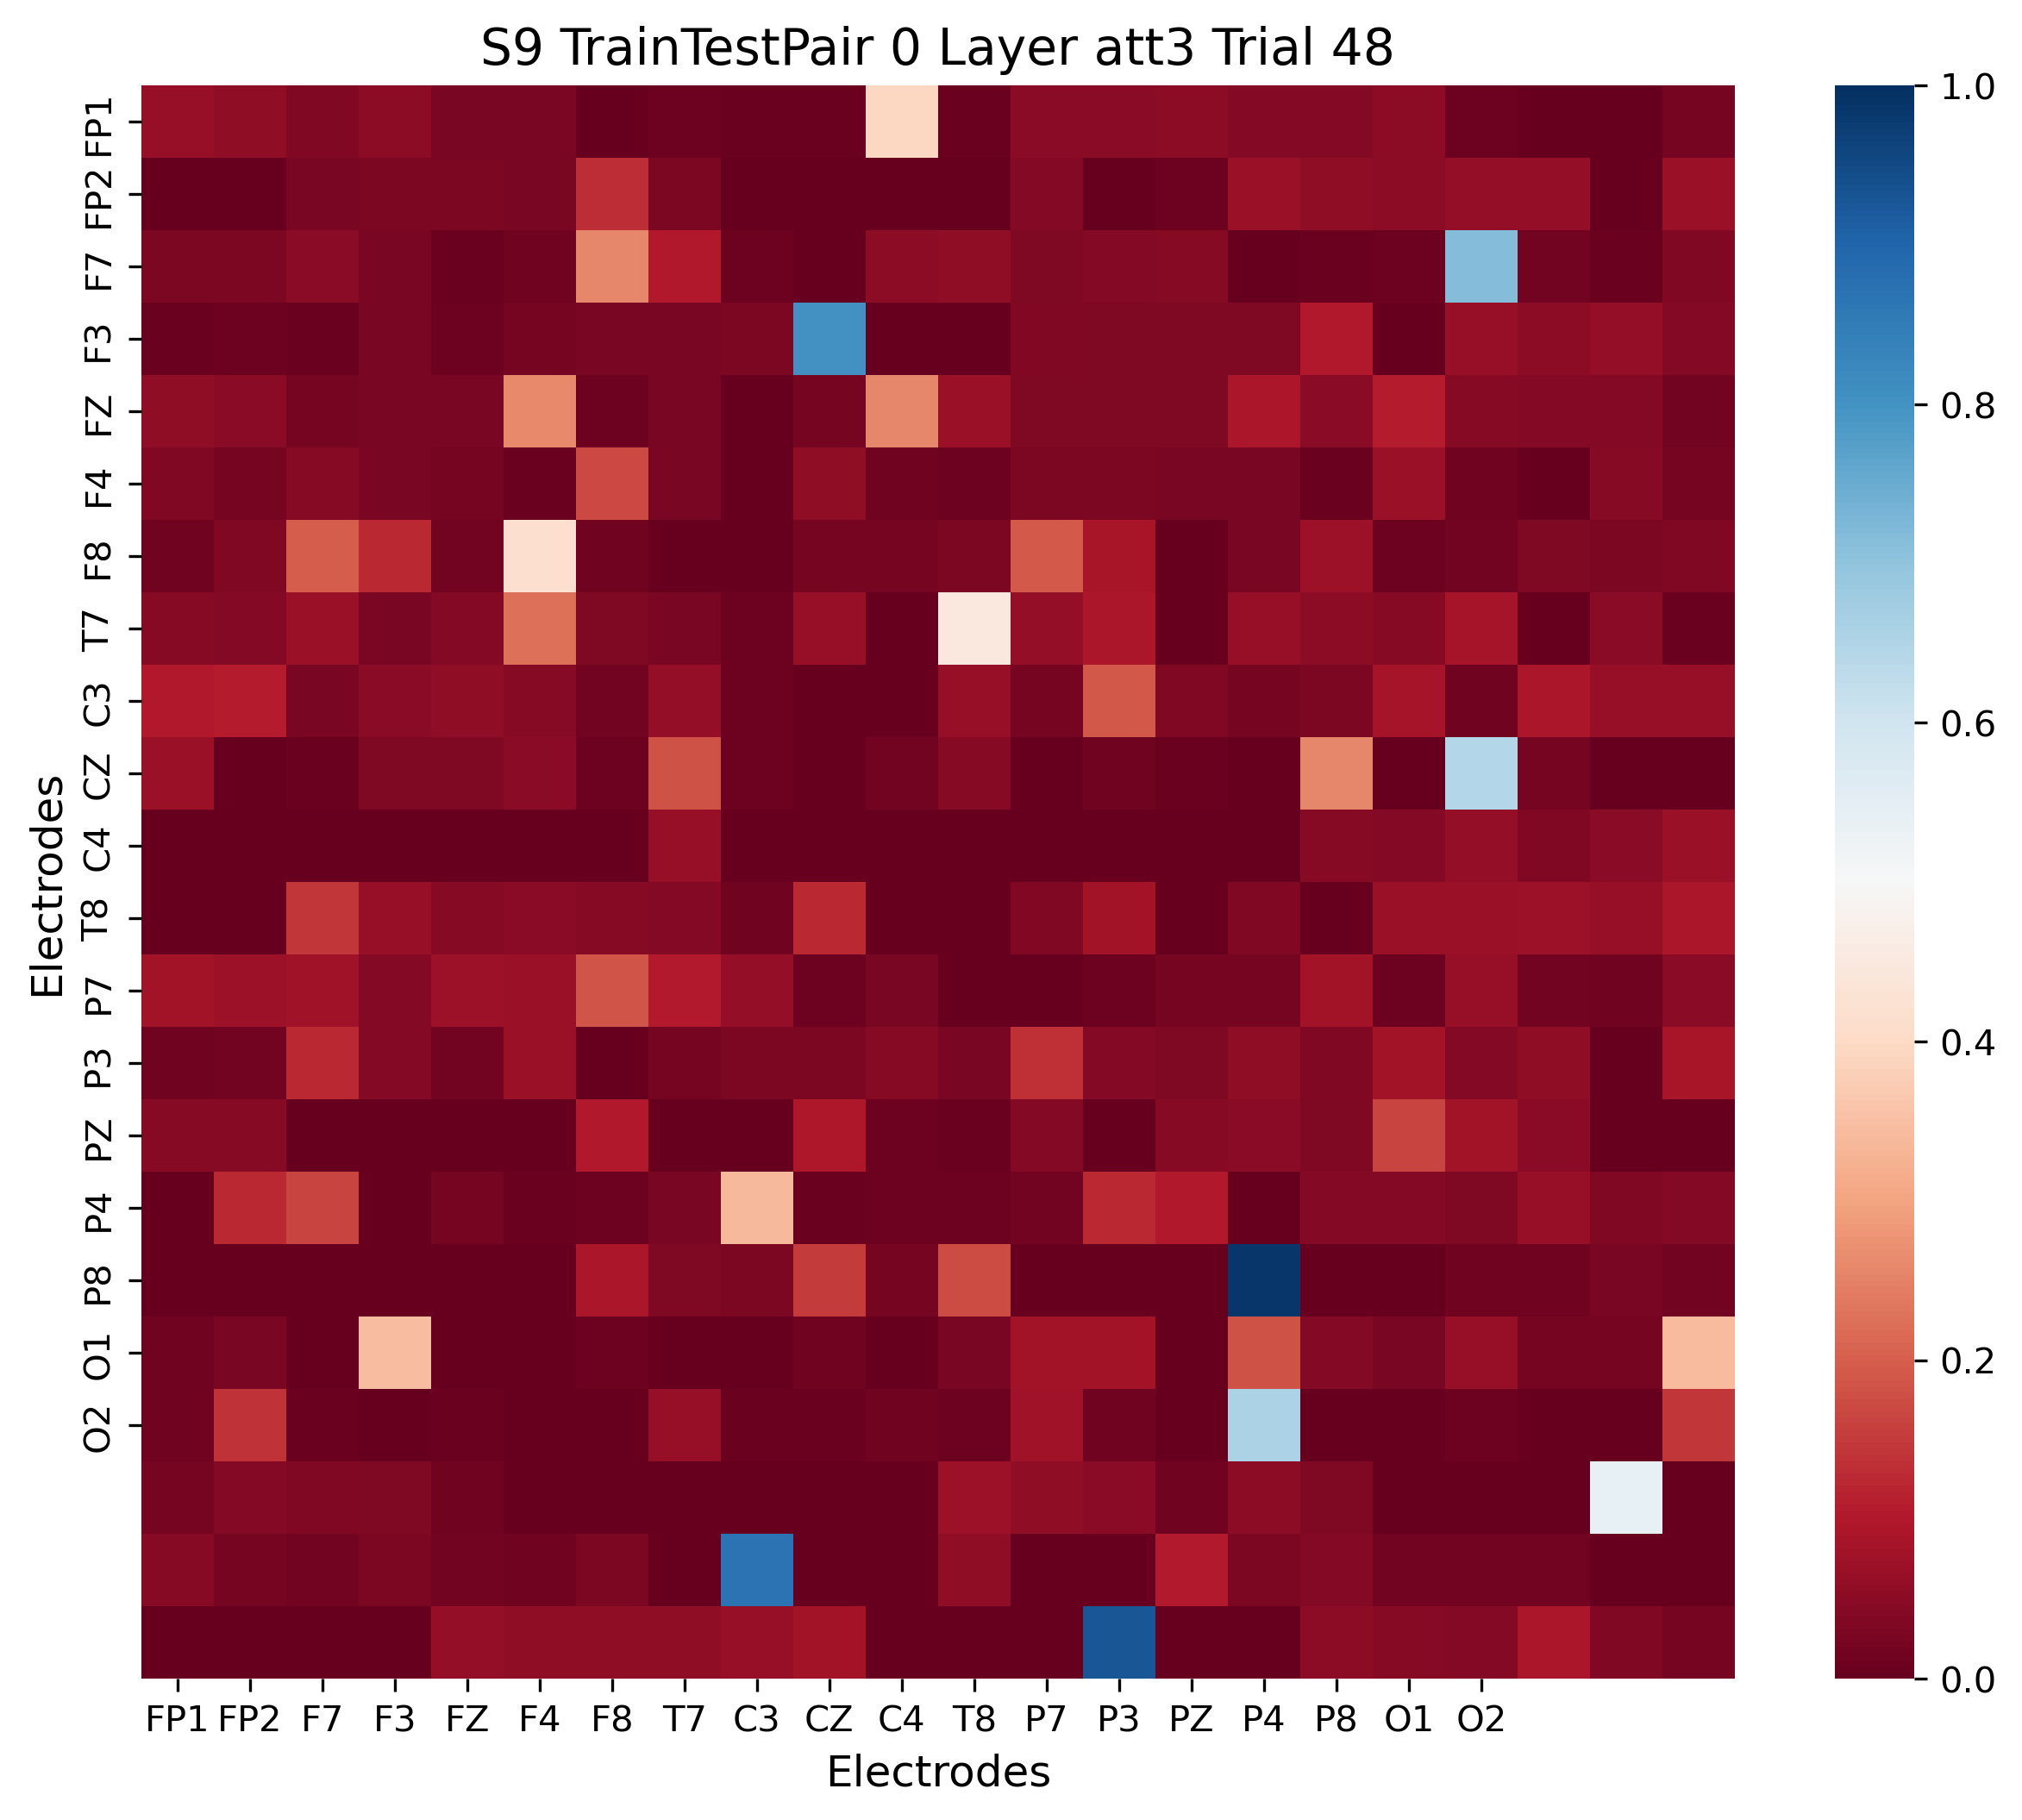 S9 TrainTestPair 0 Layer att3 Trial 48
Electrodes
FP1
FP2
F7
F3
FZ
F4
F8
T7
C3
CZ
C4
T8
P7
P3
PZ
P4
P8
O1
O2
FP1 FP2 F7 F3 FZ F4 F8 T7 C3 CZ C4 T8 P7 P3 PZ P4 P8 O1 O2
Electrodes
1.0
0.8
0.6
0.4
0.2
0.0